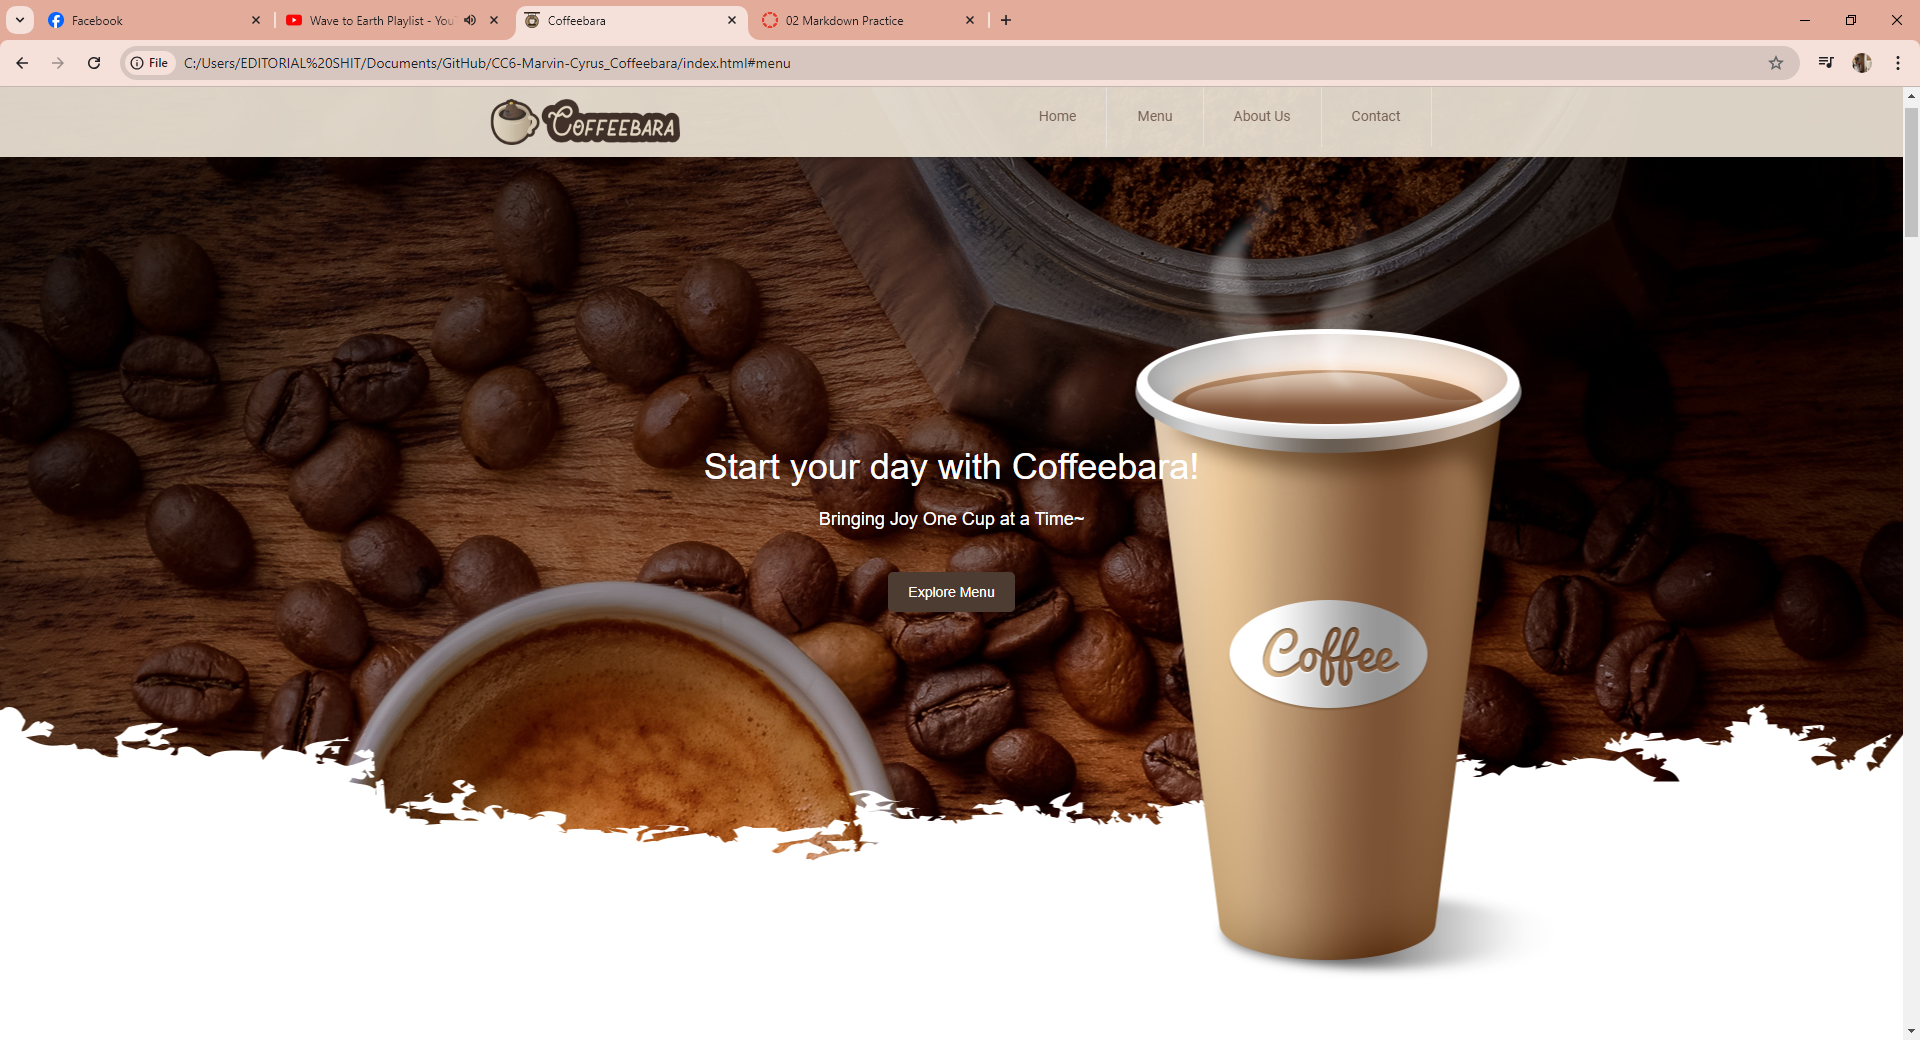 Facebook
Wave to Earth Playlist - You
Coffeebara
02 Markdown Practice
File
C:/Users/EDITORIAL%20SHIT/Documents/GitHub/CC6-Marvin-Cyrus_Coffeebara/index.html#menu
COFFEEBARA
Home
Menu
About Us
Contact
Start your day with Coffeebara!
Bringing Joy One Cup at a Time~
Explore Menu
Coffee